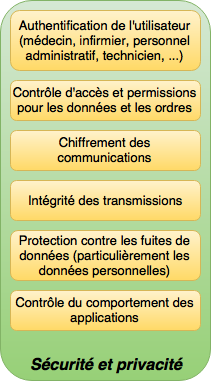 Authentification de l'utilisateur
(médecin, infirmier, personnel
administratif, technicien, ...)
Contrôle d'accès et permissions
pour les données et les ordres
Chiffrement des
communications
Intégrité des transmissions
Protection contre les fuites de
données (particulièrement les
données personnelles)
Contrôle du comportement des
applications
Sécurité et privacité